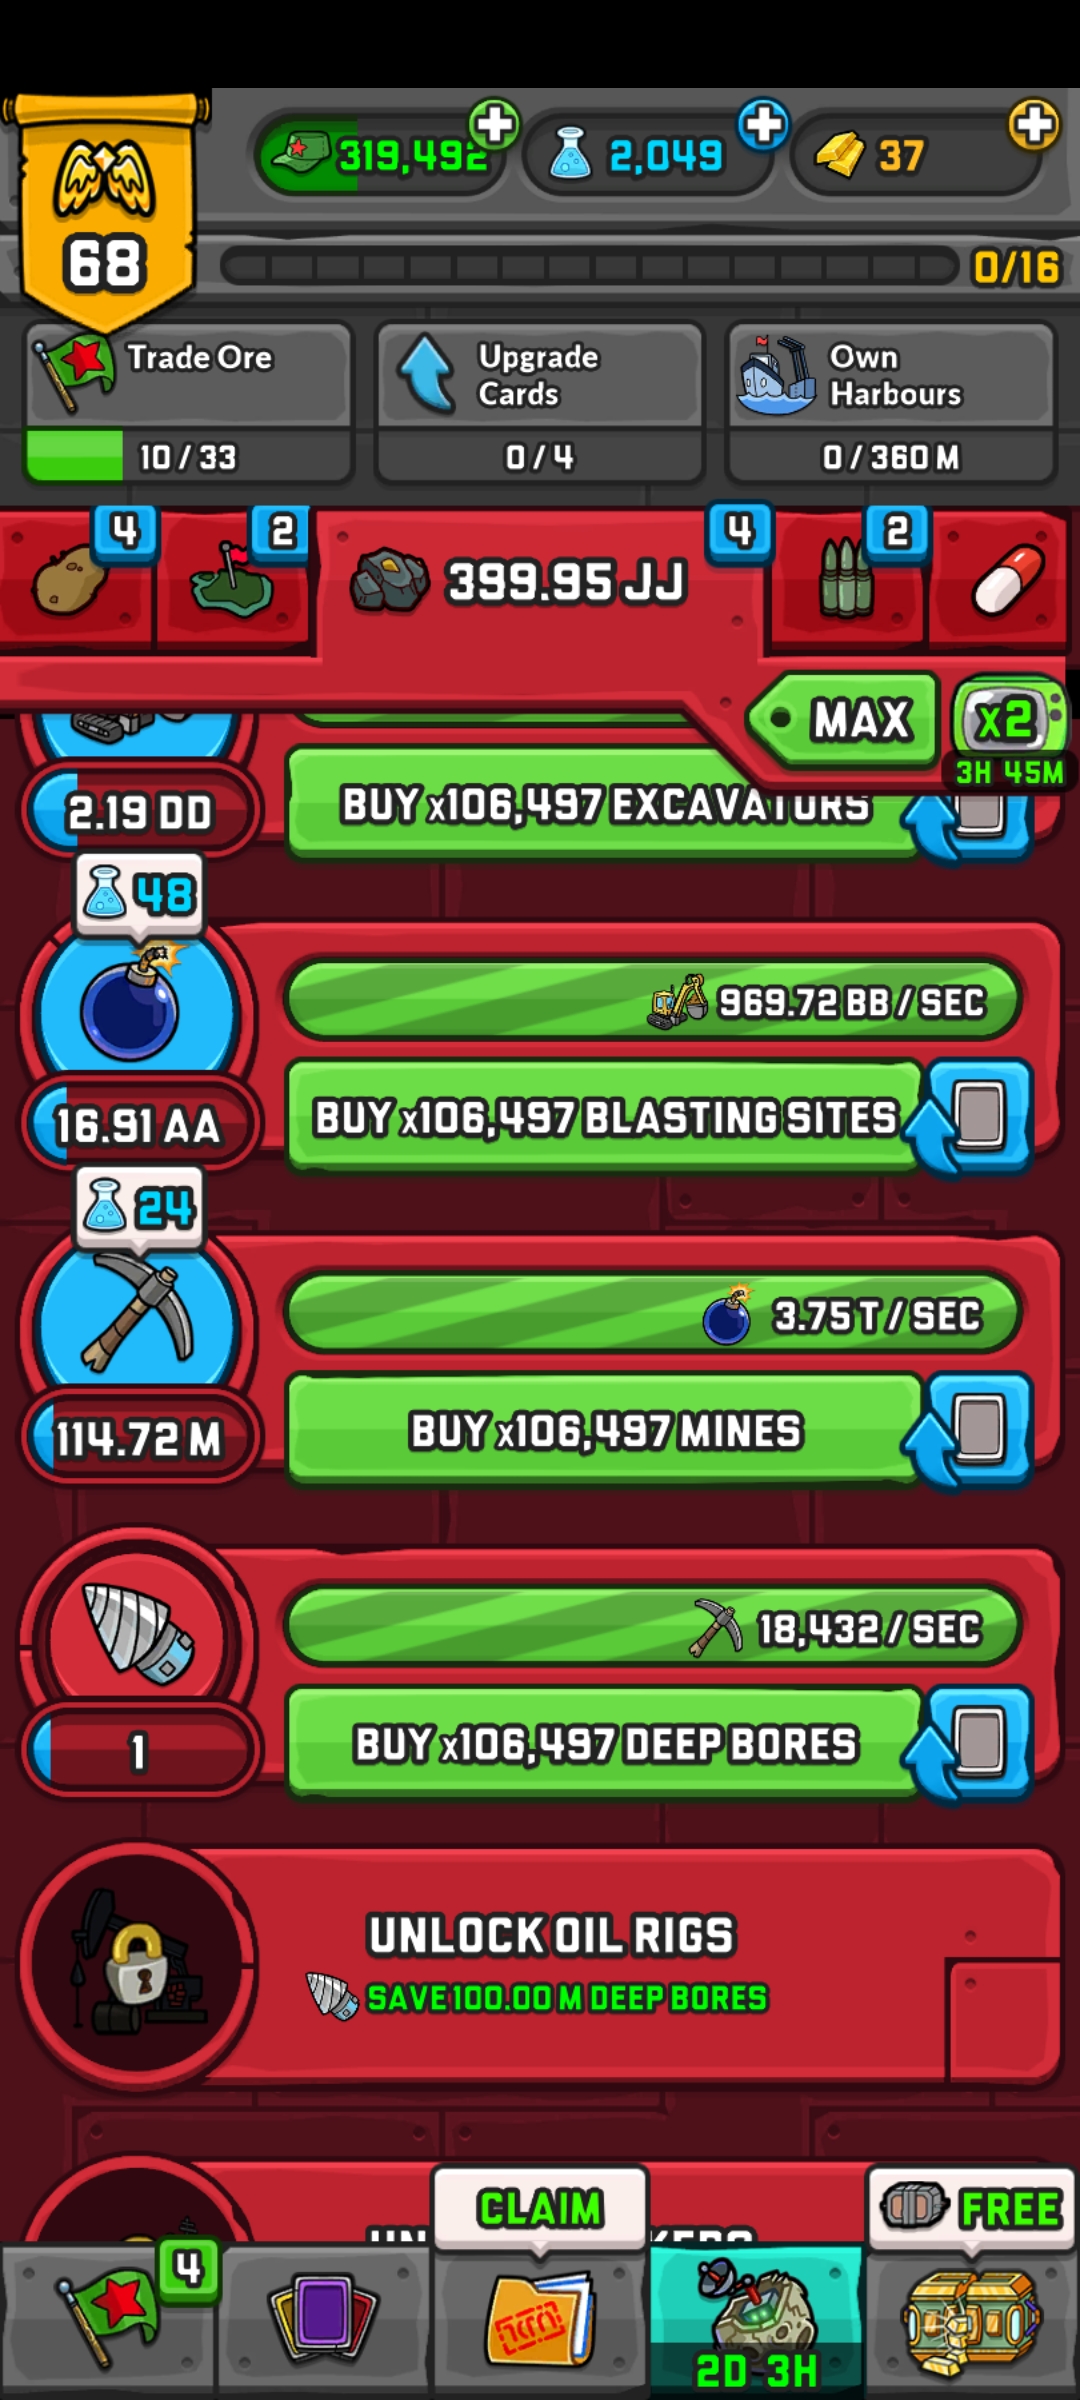 319,492
2,049
37
68
0/16
Trade Ore
10 / 33
Upgrade
Cards
0 / 4
Own
Harbours
0 / 360 M
4
2
399.95 JJ
4
2
MAX
x2
3H 45M
BUY x106,497 EXCAVATORS
2.19 DD
48
969.72 BB / SEC
BUY x106,497 BLASTING SITES
16.91 AA
24
3.75 T / SEC
BUY x106,497 MINES
114.72 M
18,432 / SEC
BUY x106,497 DEEP BORES
1
UNLOCK OIL RIGS
SAVE 100.00 M DEEP BORES
CLAIM
FREE
4
2D 3H